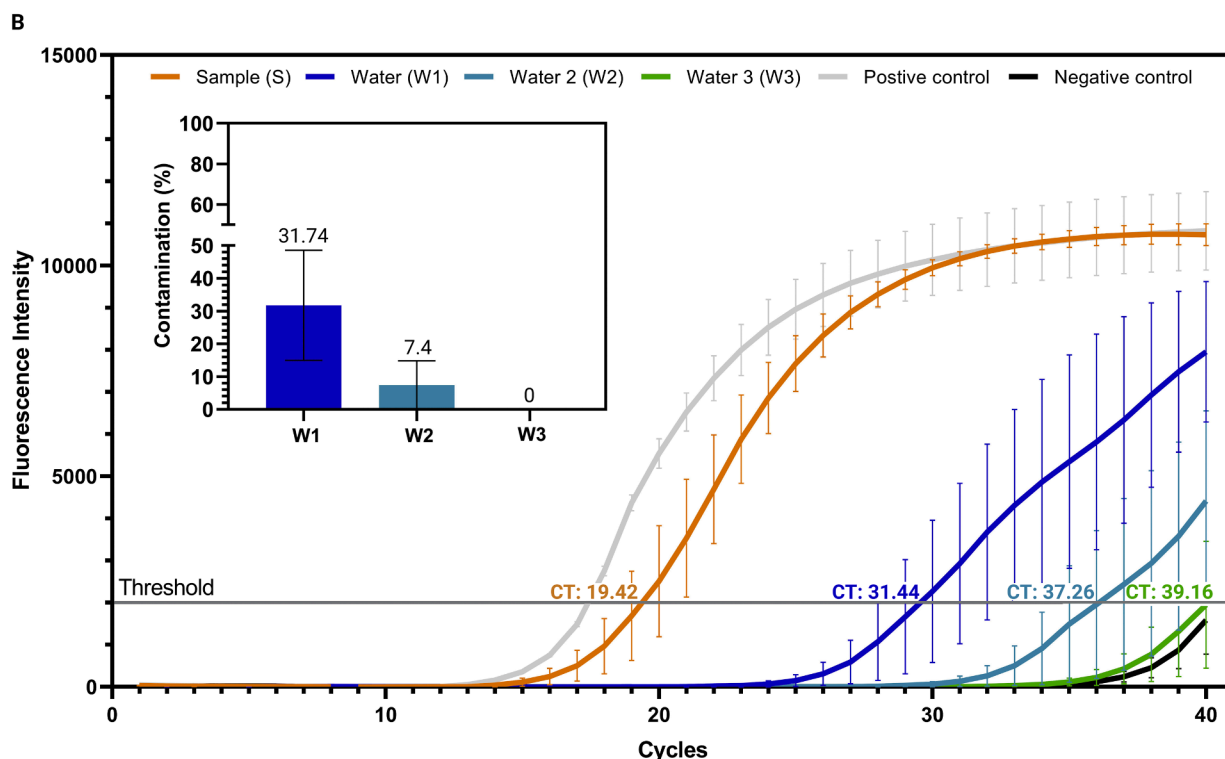 B
15000
10000
5000
0
Fluorescence Intensity
Sample (S) Water (W1) Water 2 (W2) Water 3 (W3) Postive control Negative control
100
80
60
50
40
30
20
10
0
Contamination (%)
31.74
7.4
0
W1 W2 W3
Threshold
CT: 19.42 CT: 31.44 CT: 37.26 CT: 39.16
0 10 20 30 40
Cycles